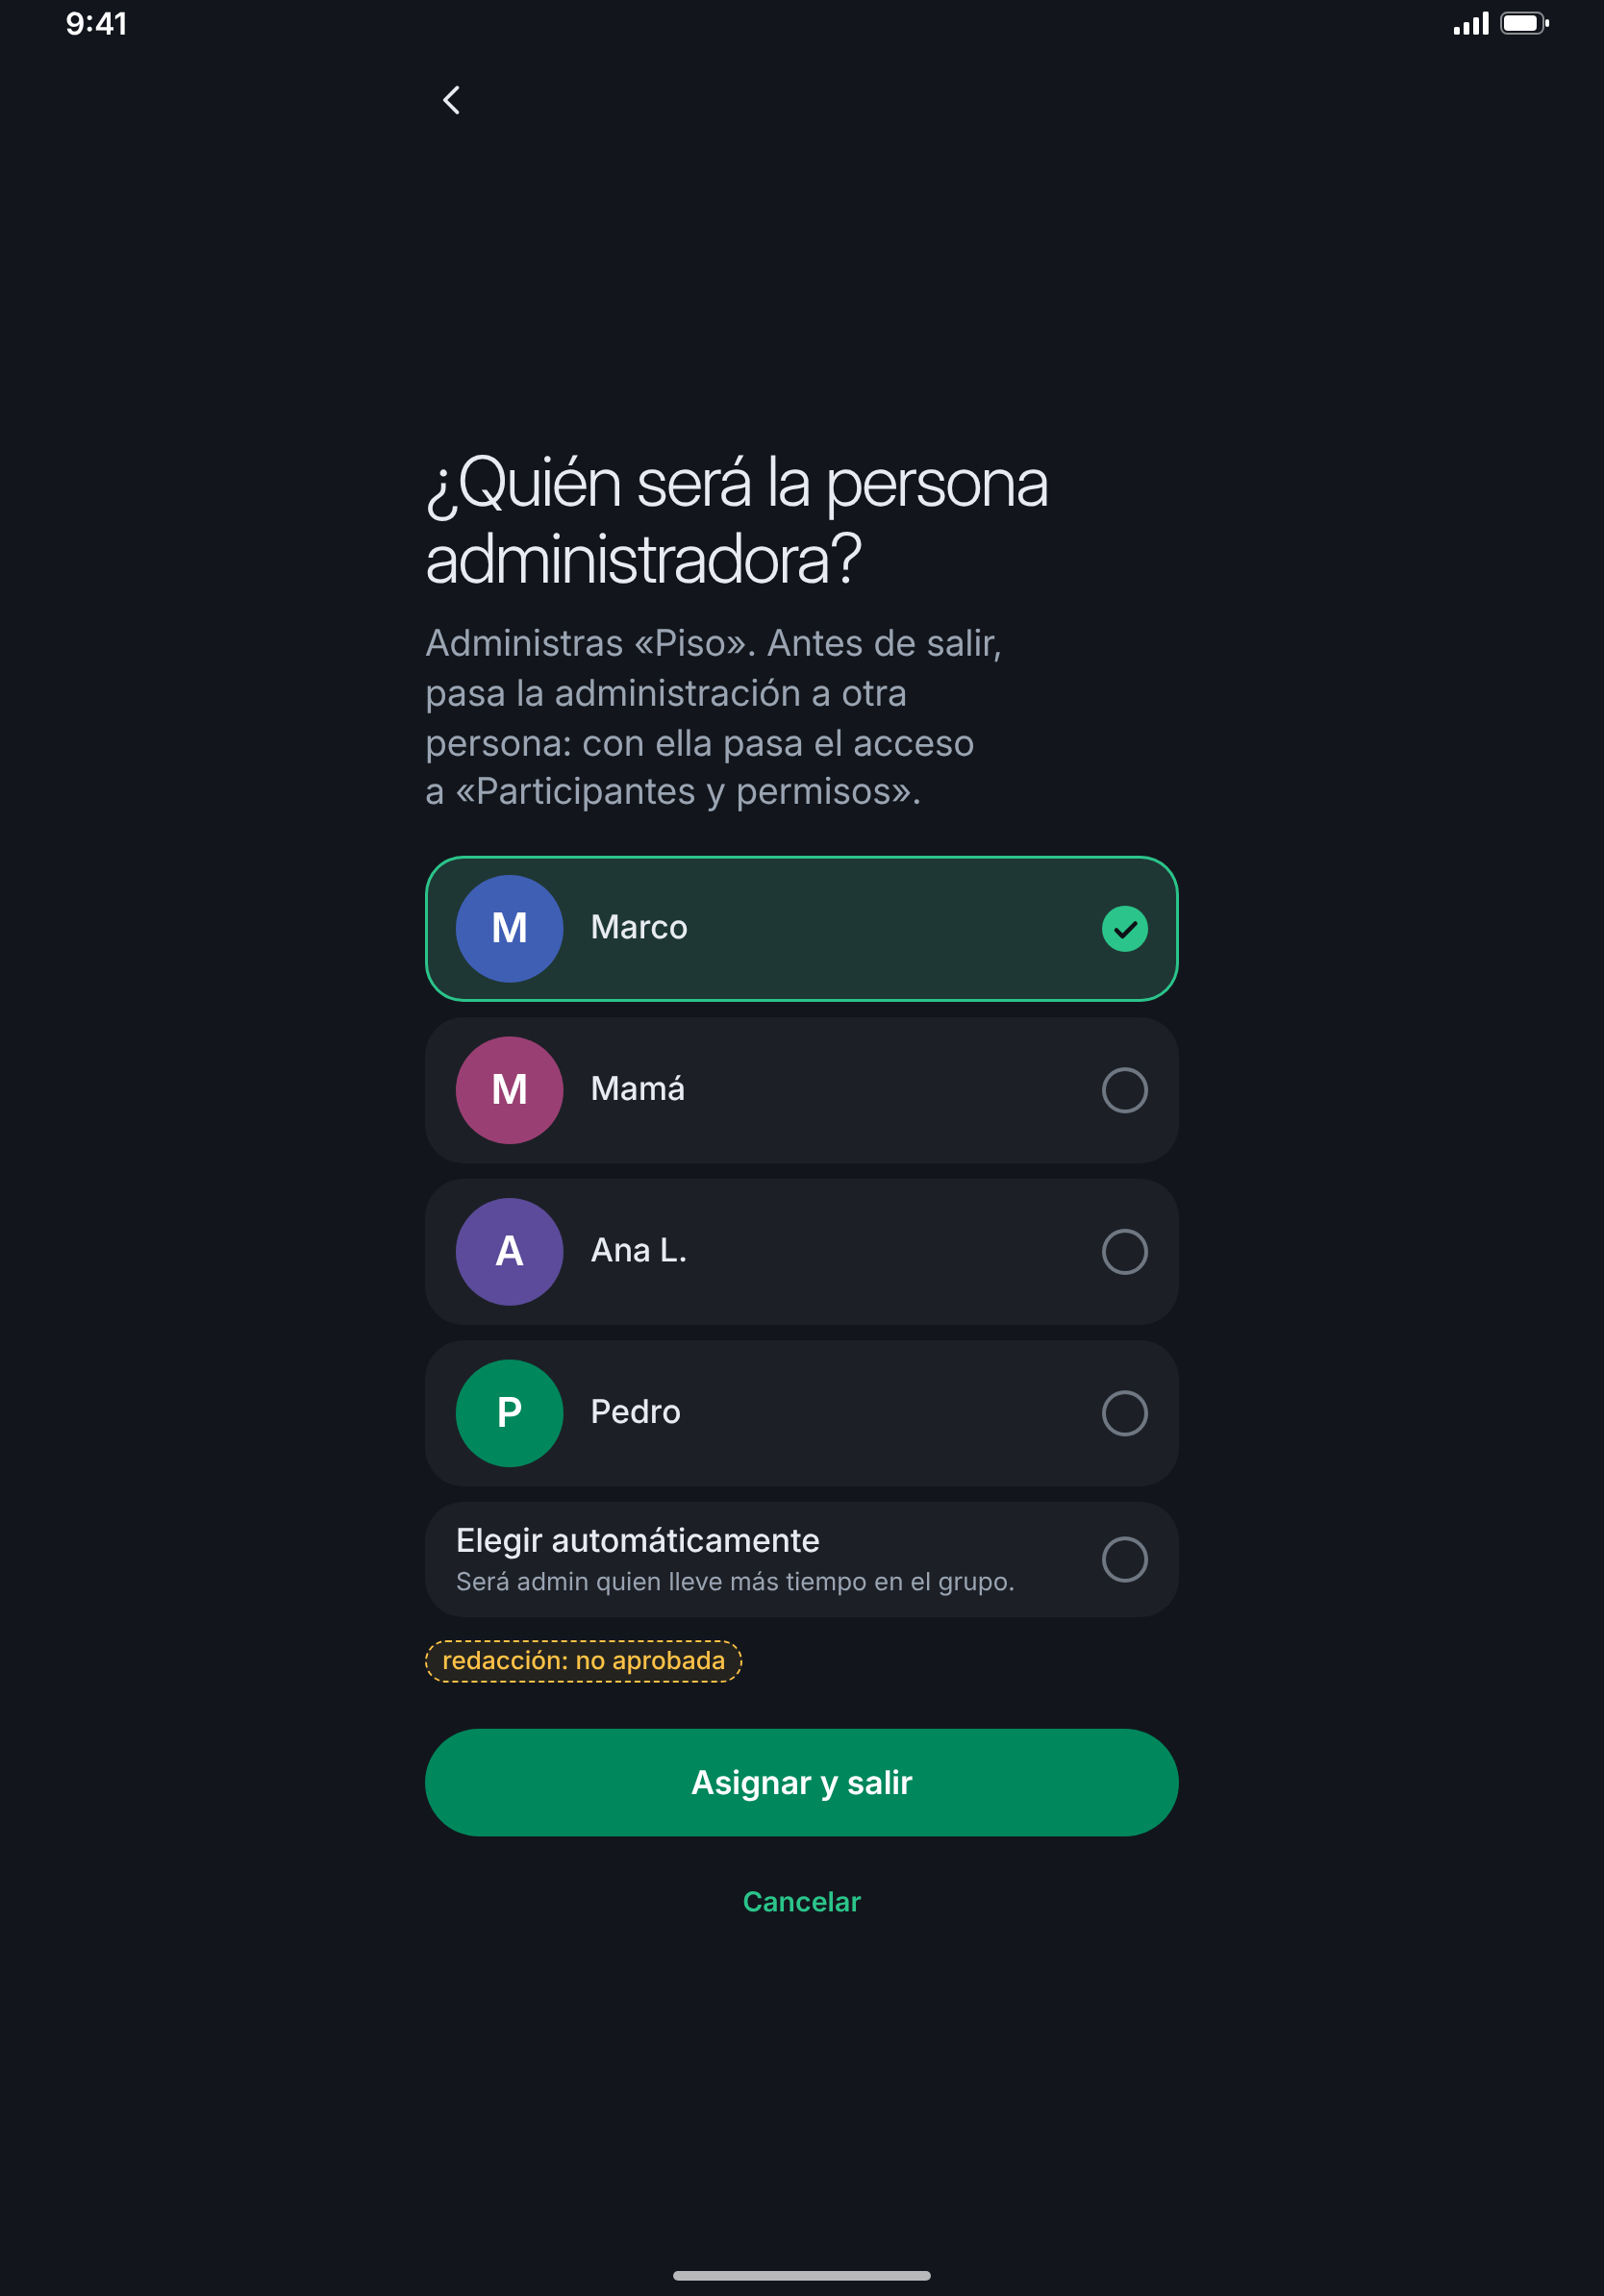 9:41
¿Quién será la persona
administradora?
Administras «Piso». Antes de salir,
pasa la administración a otra
persona: con ella pasa el acceso
a «Participantes y permisos».
M Marco
M Mamá
A Ana L.
P Pedro
Elegir automáticamente
Será admin quien lleve más tiempo en el grupo.
redacción: no aprobada
Asignar y salir
Cancelar